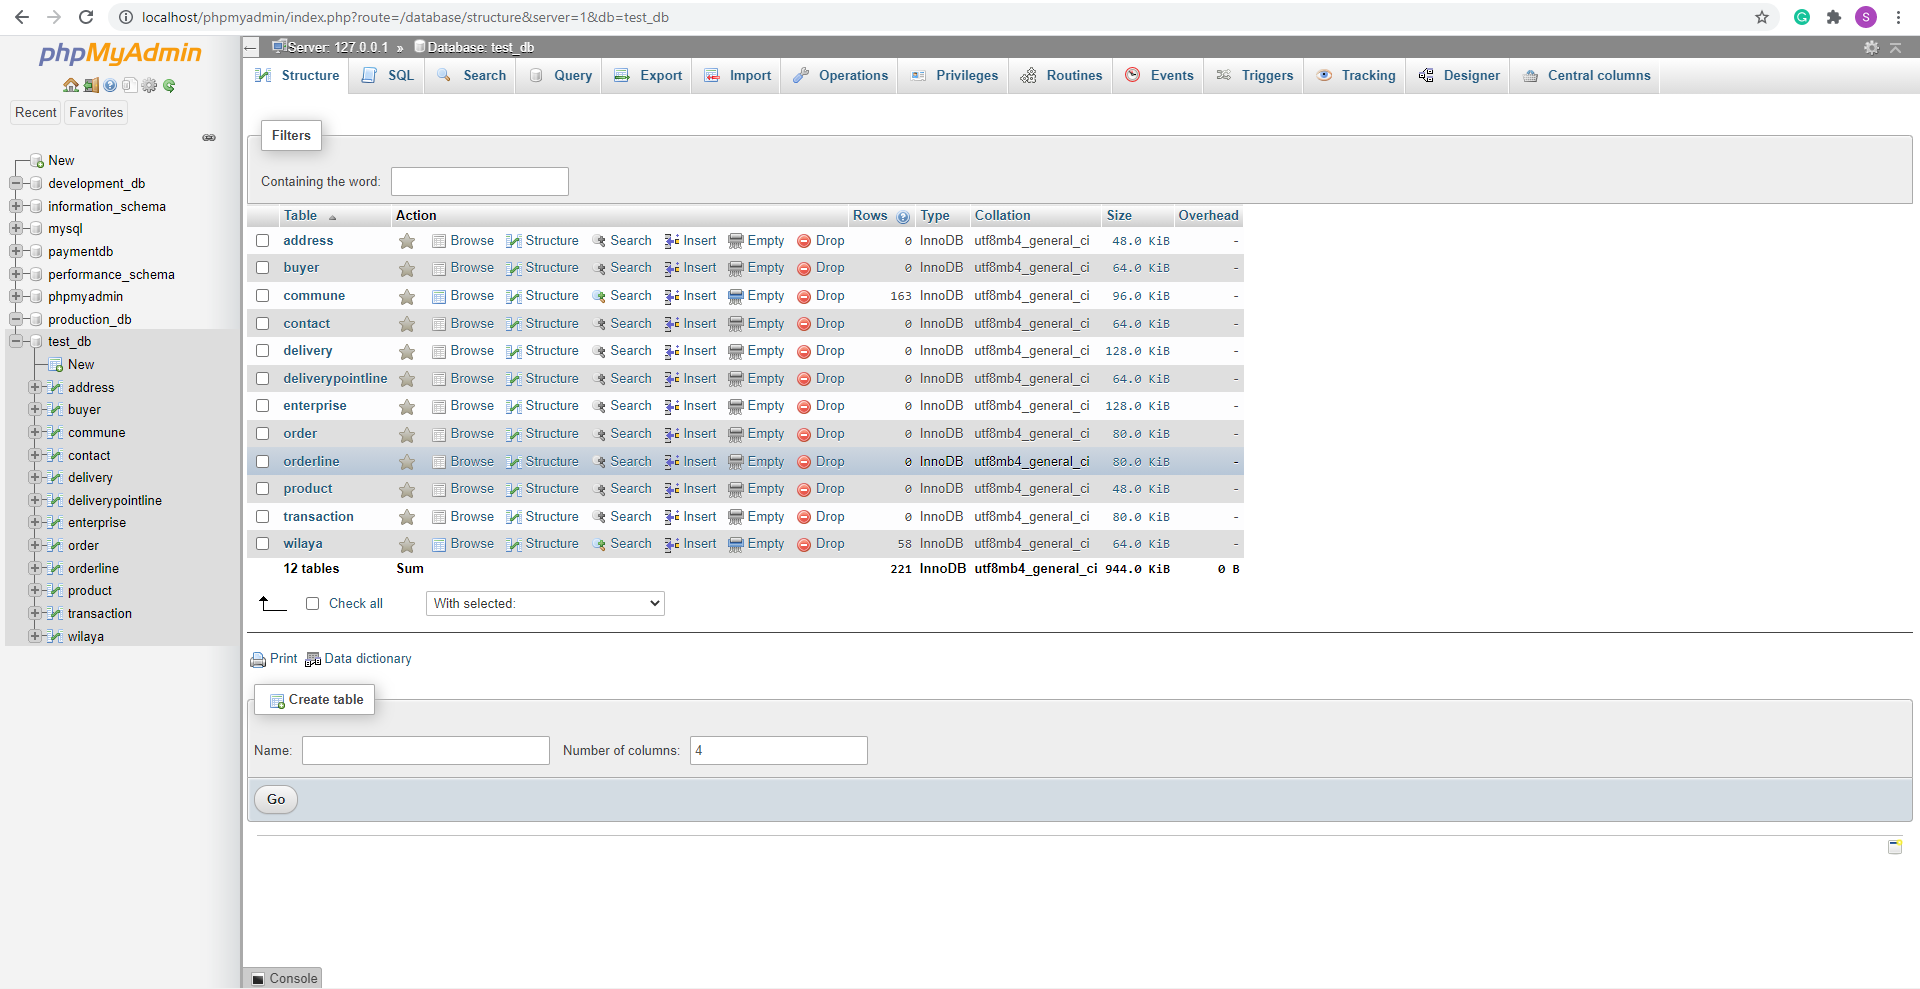 localhost/phpmyadmin/index.php?route=/database/structure&server=1&db=test_db
S
phpMyAdmin
Recent Favorites
New
development_db
information_schema
mysql
paymentdb
performance_schema
phpmyadmin
production_db
test_db
New
address
buyer
commune
contact
delivery
deliverypointline
enterprise
order
orderline
product
transaction
wilaya
Server: 127.0.0.1 » Database: test_db
Structure SQL Search Query Export Import Operations Privileges Routines Events Triggers Tracking Designer Central columns
Filters
Containing the word:
Table Action Rows Type Collation Size Overhead
address Browse Structure Search Insert Empty Drop 0 InnoDB utf8mb4_general_ci 48.0 KiB -
buyer Browse Structure Search Insert Empty Drop 0 InnoDB utf8mb4_general_ci 64.0 KiB -
commune Browse Structure Search Insert Empty Drop 163 InnoDB utf8mb4_general_ci 96.0 KiB -
contact Browse Structure Search Insert Empty Drop 0 InnoDB utf8mb4_general_ci 64.0 KiB -
delivery Browse Structure Search Insert Empty Drop 0 InnoDB utf8mb4_general_ci 128.0 KiB -
deliverypointline Browse Structure Search Insert Empty Drop 0 InnoDB utf8mb4_general_ci 64.0 KiB -
enterprise Browse Structure Search Insert Empty Drop 0 InnoDB utf8mb4_general_ci 128.0 KiB -
order Browse Structure Search Insert Empty Drop 0 InnoDB utf8mb4_general_ci 80.0 KiB -
orderline Browse Structure Search Insert Empty Drop 0 InnoDB utf8mb4_general_ci 80.0 KiB -
product Browse Structure Search Insert Empty Drop 0 InnoDB utf8mb4_general_ci 48.0 KiB -
transaction Browse Structure Search Insert Empty Drop 0 InnoDB utf8mb4_general_ci 80.0 KiB -
wilaya Browse Structure Search Insert Empty Drop 58 InnoDB utf8mb4_general_ci 64.0 KiB -
12 tables Sum 221 InnoDB utf8mb4_general_ci 944.0 KiB 0 B
Check all With selected:
Print Data dictionary
Create table
Name: Number of columns: 4
Go
Console